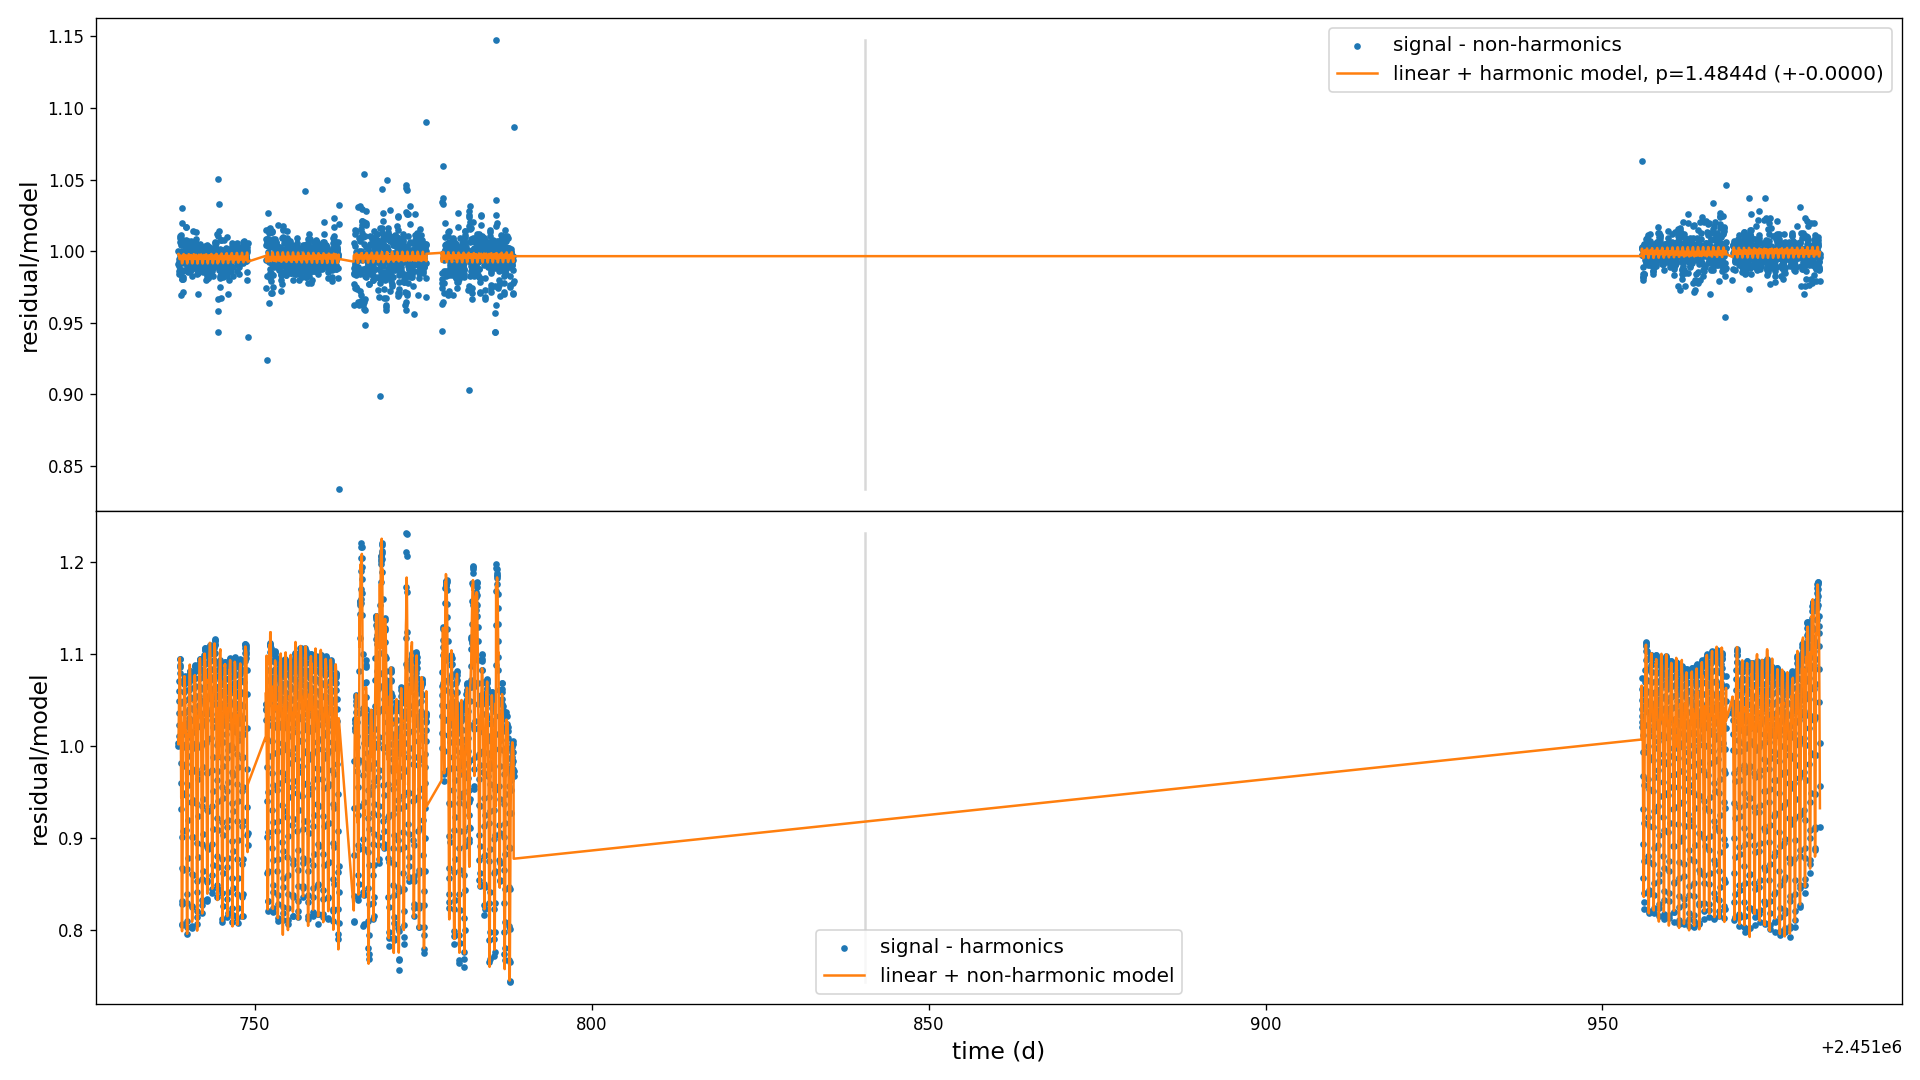 1.15
1.10
1.05
1.00
0.95
0.90
0.85
residual/model
signal - non-harmonics
linear + harmonic model, p=1.4844d (+-0.0000)
1.2
1.1
1.0
0.9
0.8
residual/model
signal - harmonics
linear + non-harmonic model
750 800 850 900 950
time (d)
+2.451e6